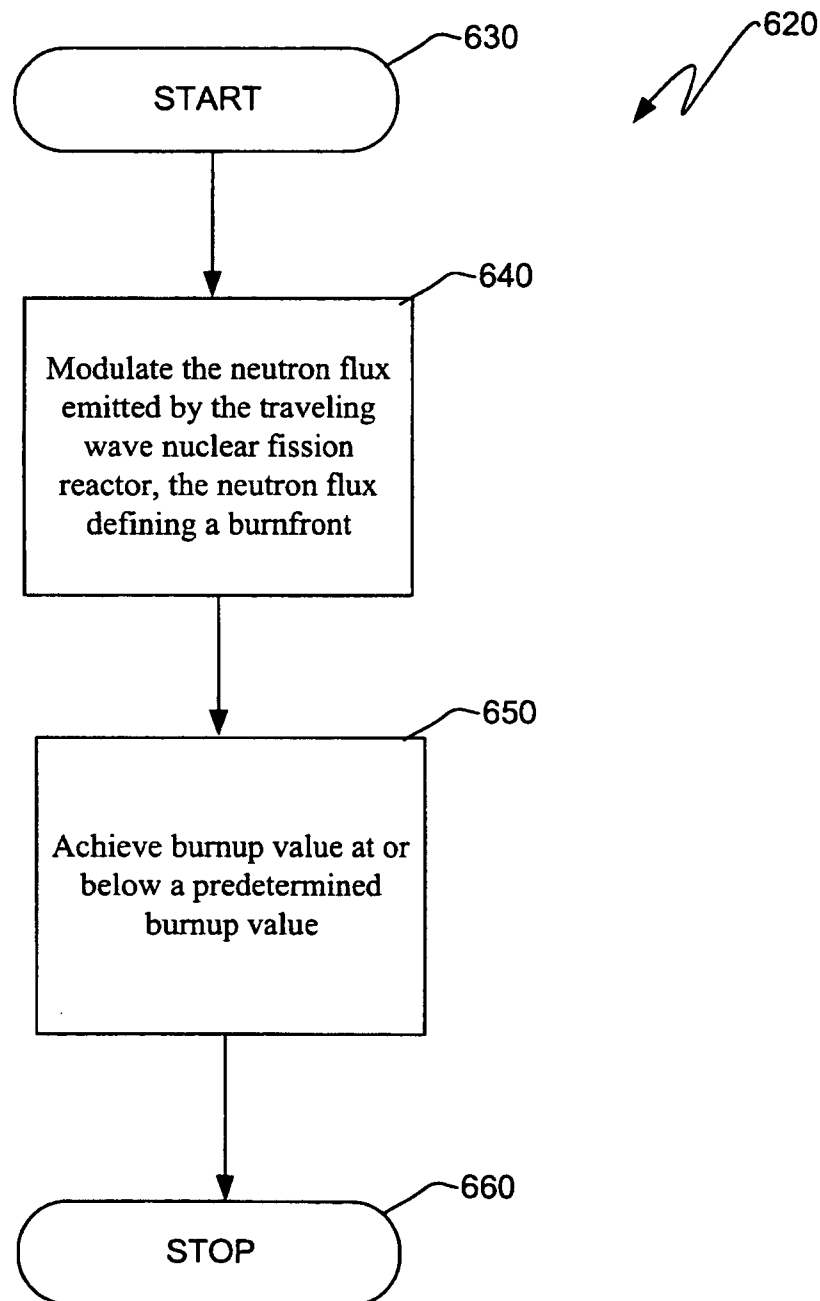 620
630
START
640
Modulate the neutron flux
emitted by the traveling
wave nuclear fission
reactor, the neutron flux
defining a burnfront
650
Achieve burnup value at or
below a predetermined
burnup value
660
STOP